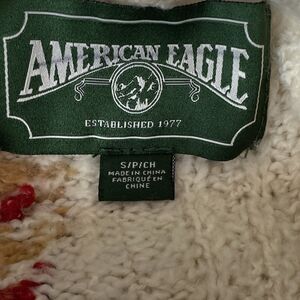 AMERICAN EAGLE
ESTABLISHED 1977
S/P/CH
MADE IN CHINA
FABRIQUÉ EN
CHINE